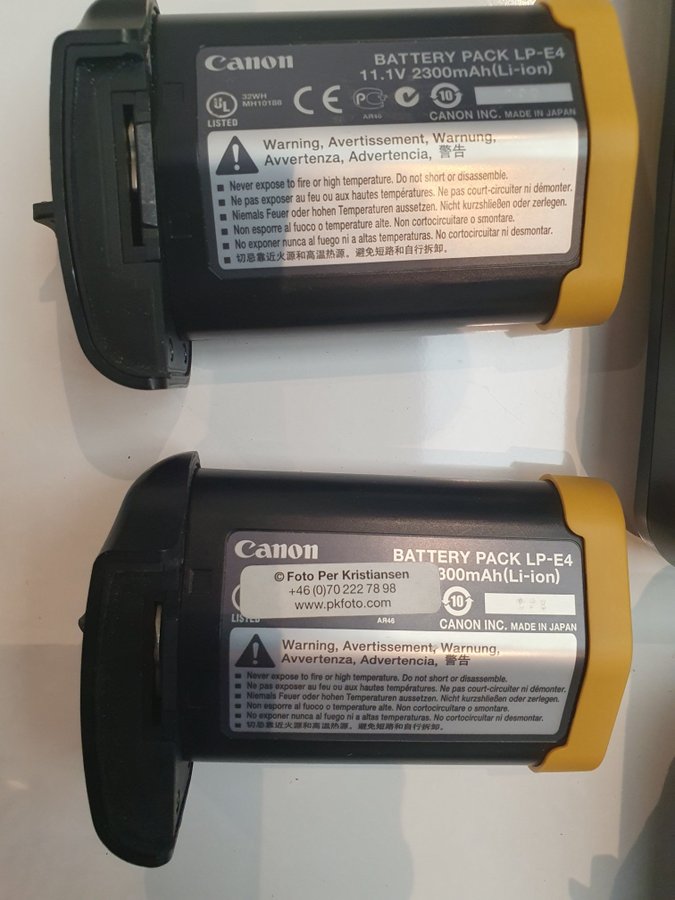 Canon
BATTERY PACK LP-E4
11.1V 2300mAh(Li-ion)
UL
LISTED
32WH
MH10188
CE
PC
AR46
10
CANON INC. MADE IN JAPAN
Warning, Avertissement, Warnung,
Avvertenza, Advertencia, 警告
■ Never expose to fire or high temperature. Do not short or disassemble.
■ Ne pas exposer au feu ou aux hautes températures. Ne pas court-circuiter ni démonter.
■ Niemals Feuer oder hohen Temperaturen aussetzen. Nicht kurzshließen oder zerlegen.
■ Non esporre al fuoco o temperature alte. Non cortocircuitare o smontare.
■ No exponer nunca al fuego ni a altas temperaturas. No cortocircuitar ni desmontar.
■ 切忌靠近火源和高温热源。避免短路和自行拆卸.
Canon
BATTERY PACK LP-E4
300mAh(Li-ion)
© Foto Per Kristiansen
+46 (0)70 222 78 98
www.pkfoto.com
AR46
10
CANON INC. MADE IN JAPAN
Warning, Avertissement, Warnung,
Avvertenza, Advertencia, 警告
■ Never expose to fire or high temperature. Do not short or disassemble.
■ Ne pas exposer au feu ou aux hautes températures. Ne pas court-circuiter ni démonter.
■ Niemals Feuer oder hohen Temperaturen aussetzen. Nicht kurzshließen oder zerlegen.
■ Non esporre al fuoco o temperature alte. Non cortocircuitare o smontare.
■ No exponer nunca al fuego ni a altas temperaturas. No cortocircuitar ni desmontar.
■ 切忌靠近火源和高温热源。避免短路和自行拆卸.